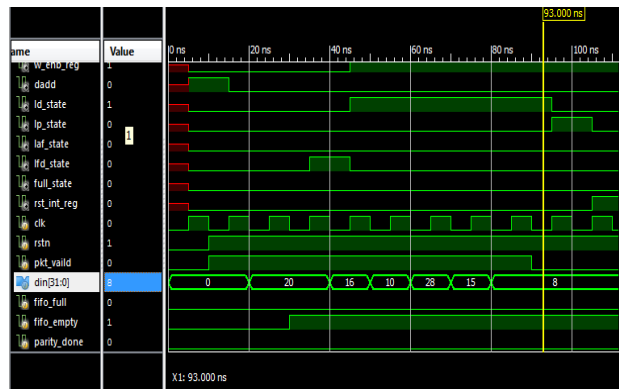 93.000 ns
ame Value 0 ns 20 ns 40 ns 60 ns 80 ns 100 ns
w_enb_reg 1
dadd 0
ld_state 1
lp_state 0
1
laf_state 0
lfd_state 0
full_state 0
rst_int_reg 0
clk 0
rstn 1
pkt_vaild 0
din[31:0] 8 0 20 16 10 28 15 8
fifo_full 0
fifo_empty 1
parity_done 0
X1: 93.000 ns